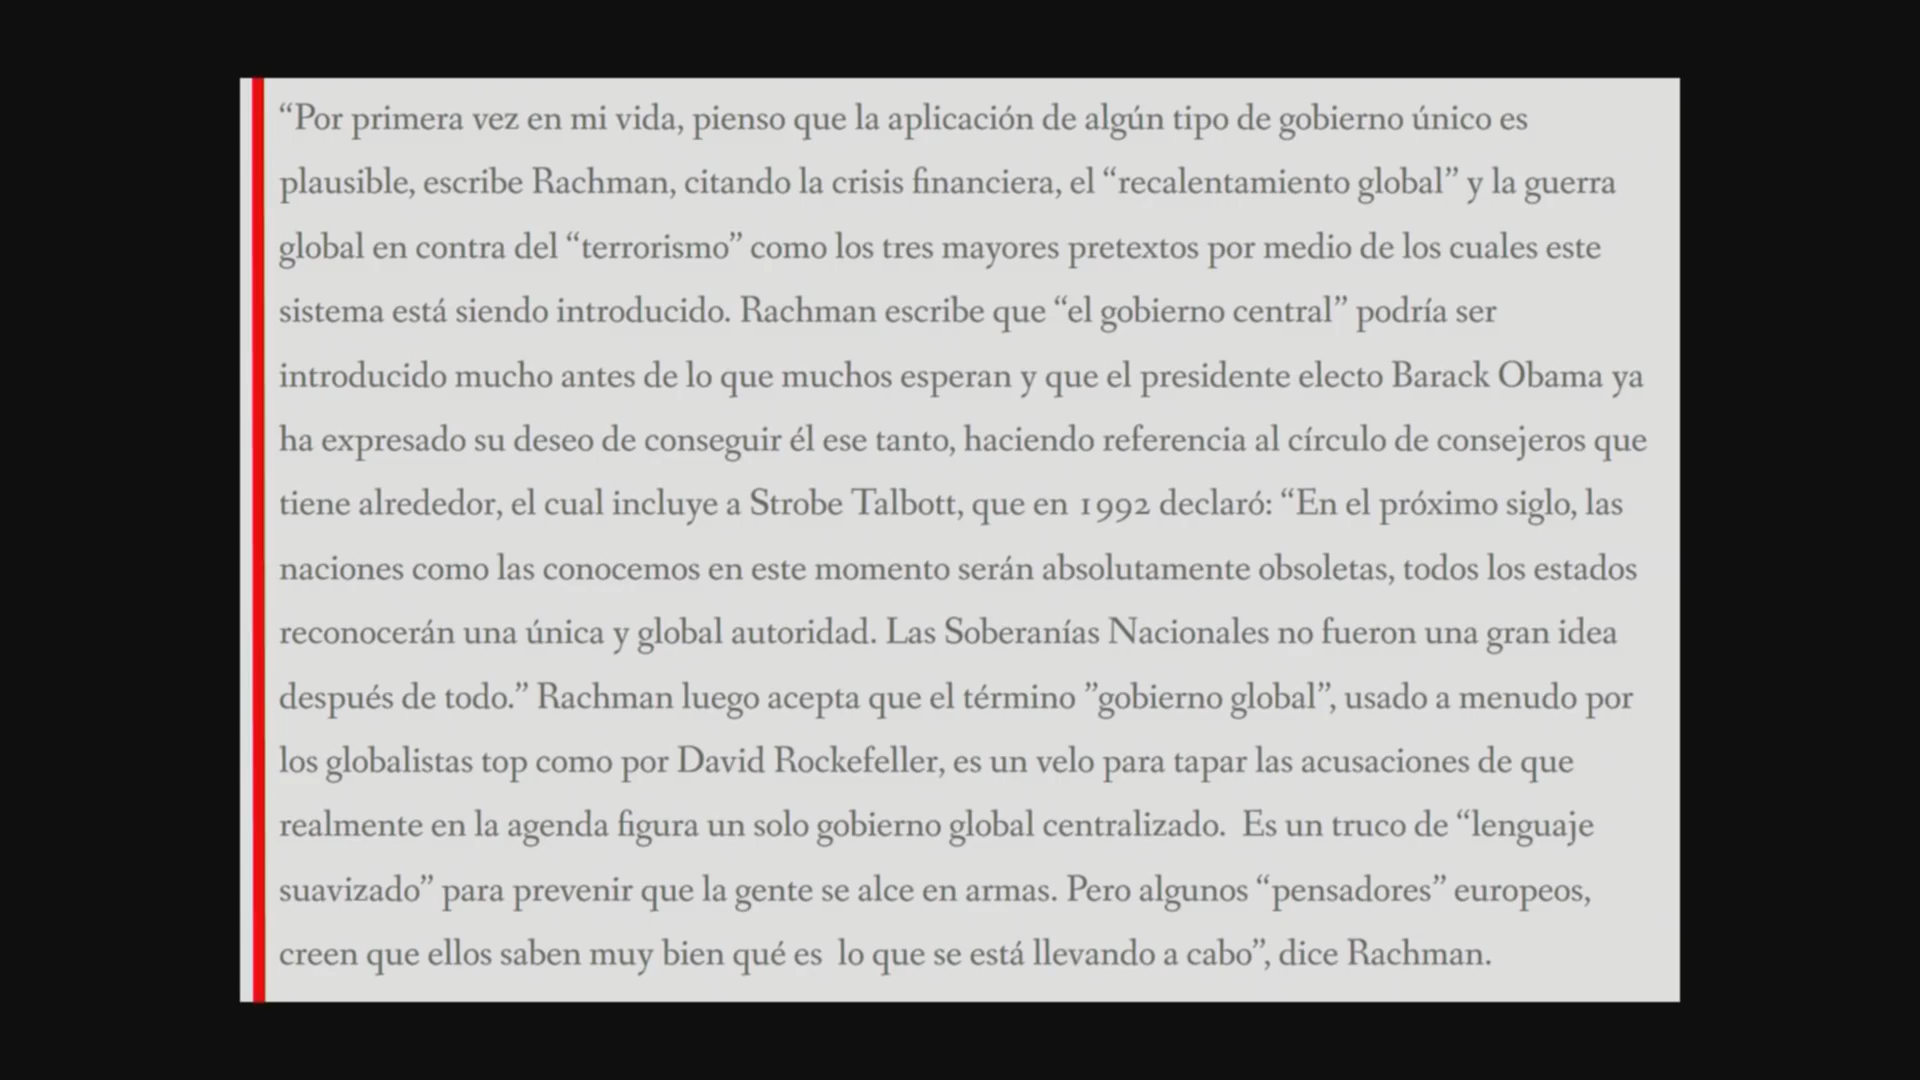 “Por primera vez en mi vida, pienso que la aplicación de algún tipo de gobierno único es
plausible, escribe Rachman, citando la crisis financiera, el “recalentamiento global” y la guerra
global en contra del “terrorismo” como los tres mayores pretextos por medio de los cuales este
sistema está siendo introducido. Rachman escribe que “el gobierno central” podría ser
introducido mucho antes de lo que muchos esperan y que el presidente electo Barack Obama ya
ha expresado su deseo de conseguir él ese tanto, haciendo referencia al círculo de consejeros que
tiene alrededor, el cual incluye a Strobe Talbott, que en 1992 declaró: “En el próximo siglo, las
naciones como las conocemos en este momento serán absolutamente obsoletas, todos los estados
reconocerán una única y global autoridad. Las Soberanías Nacionales no fueron una gran idea
después de todo.” Rachman luego acepta que el término ”gobierno global”, usado a menudo por
los globalistas top como por David Rockefeller, es un velo para tapar las acusaciones de que
realmente en la agenda figura un solo gobierno global centralizado.  Es un truco de “lenguaje
suavizado” para prevenir que la gente se alce en armas. Pero algunos “pensadores” europeos,
creen que ellos saben muy bien qué es  lo que se está llevando a cabo”, dice Rachman.